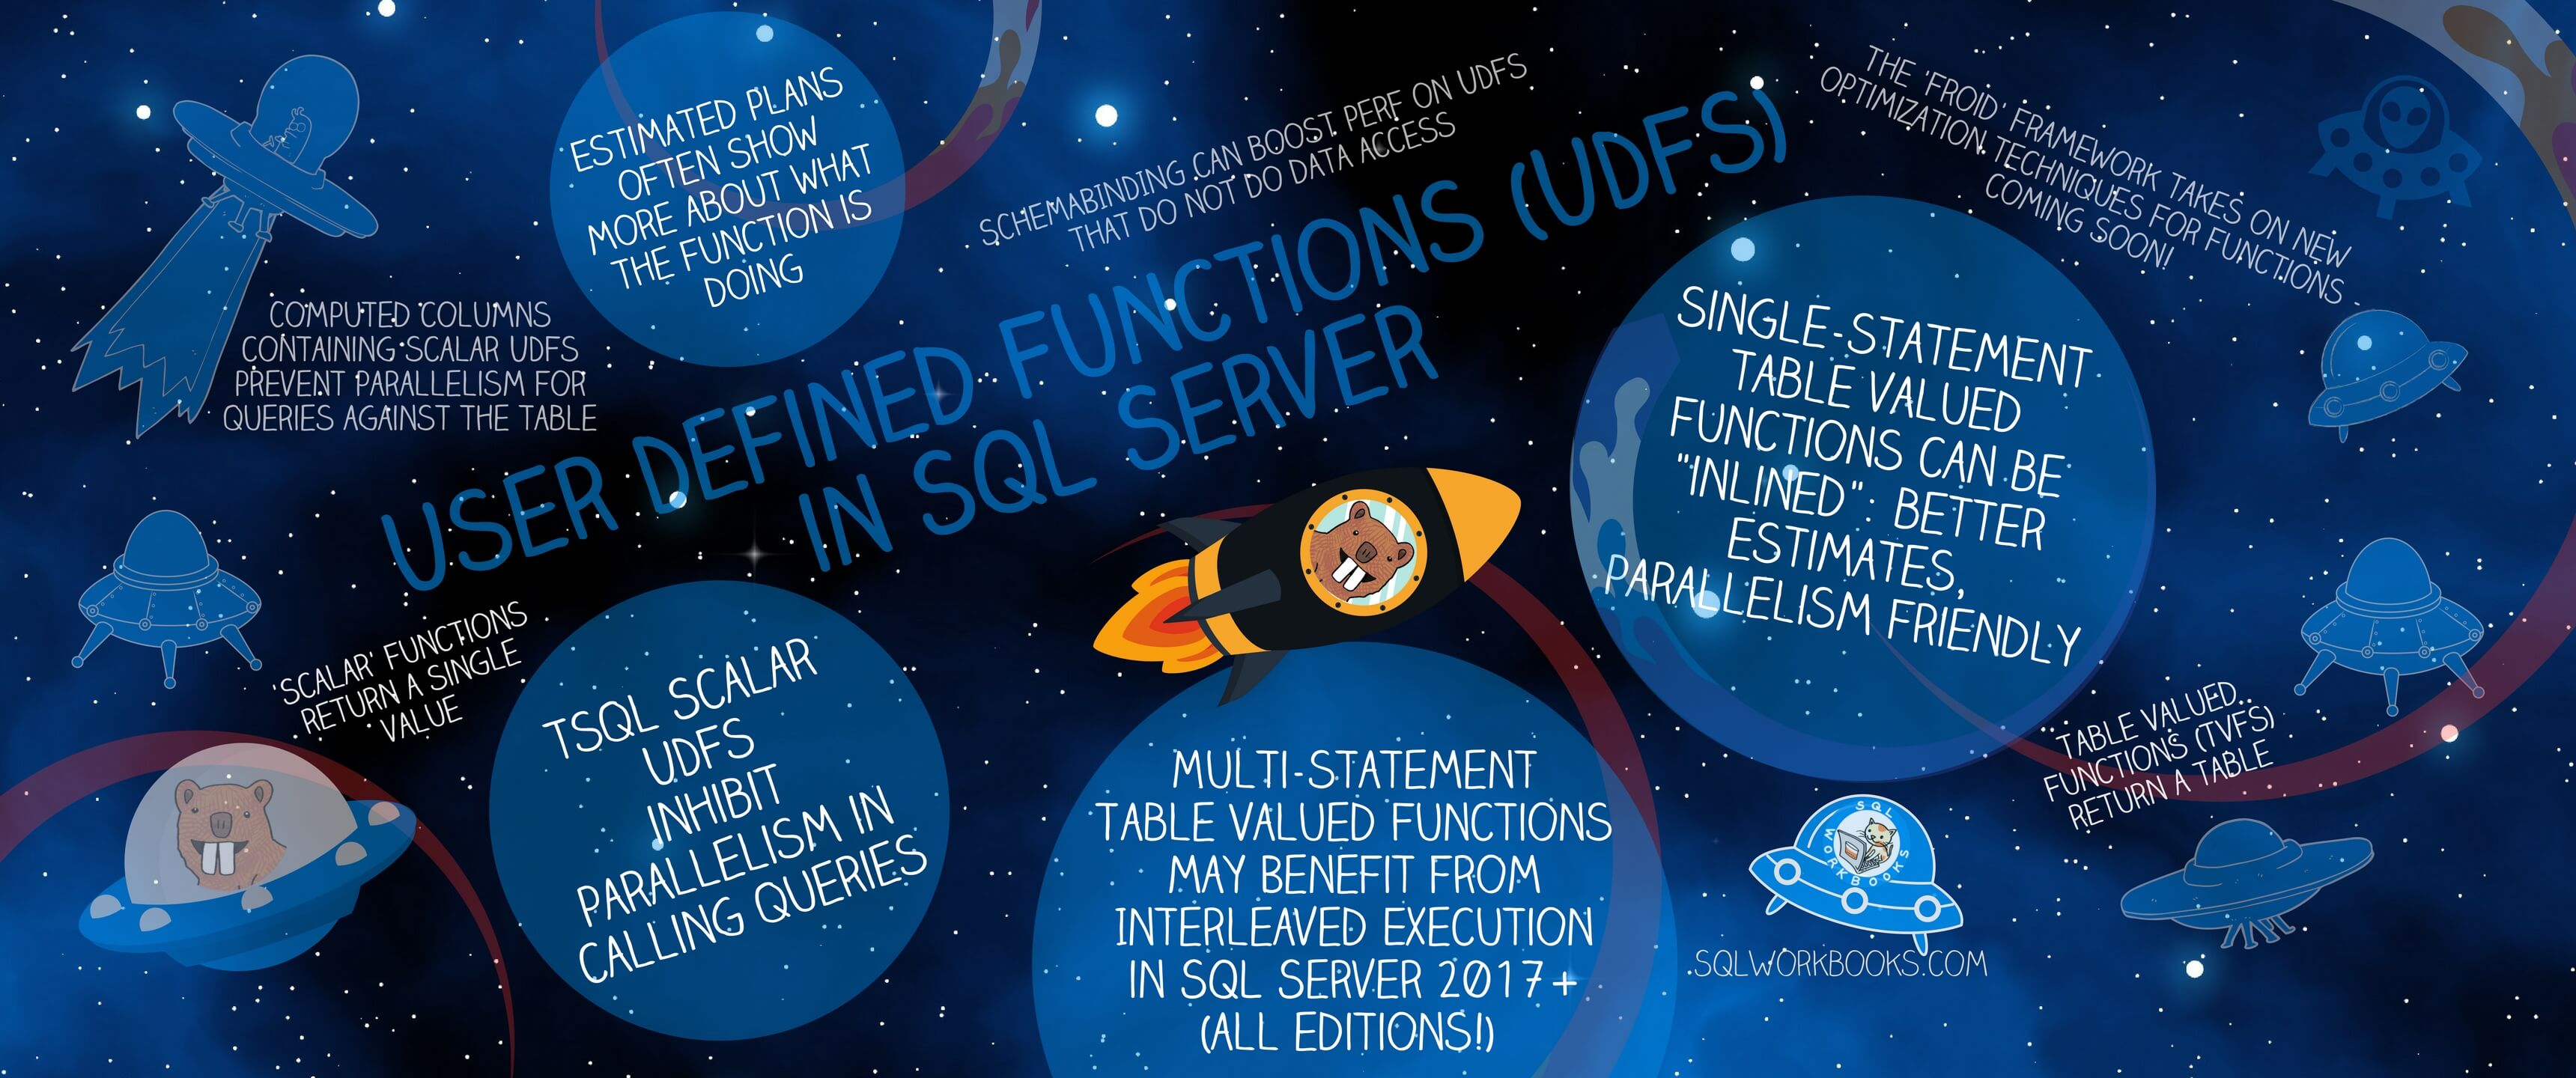 USER DEFINED FUNCTIONS (UDFS)
IN SQL SERVER
ESTIMATED PLANS
OFTEN SHOW
MORE ABOUT WHAT
THE FUNCTION IS
DOING
SCHEMABINDING CAN BOOST PERF ON UDFS
THAT DO NOT DO DATA ACCESS
THE 'FROID' FRAMEWORK TAKES ON NEW
OPTIMIZATION TECHNIQUES FOR FUNCTIONS -
COMING SOON!
COMPUTED COLUMNS
CONTAINING SCALAR UDFS
PREVENT PARALLELISM FOR
QUERIES AGAINST THE TABLE
SINGLE-STATEMENT
TABLE VALUED
FUNCTIONS CAN BE
"INLINED": BETTER
ESTIMATES,
PARALLELISM FRIENDLY
'SCALAR' FUNCTIONS
RETURN A SINGLE
VALUE
TSQL SCALAR
UDFS
INHIBIT
PARALLELISM IN
CALLING QUERIES
MULTI-STATEMENT
TABLE VALUED FUNCTIONS
MAY BENEFIT FROM
INTERLEAVED EXECUTION
IN SQL SERVER 2017+
(ALL EDITIONS!)
TABLE VALUED
FUNCTIONS (TVFS)
RETURN A TABLE
SQL
WORKBOOKS
SQLWORKBOOKS.COM